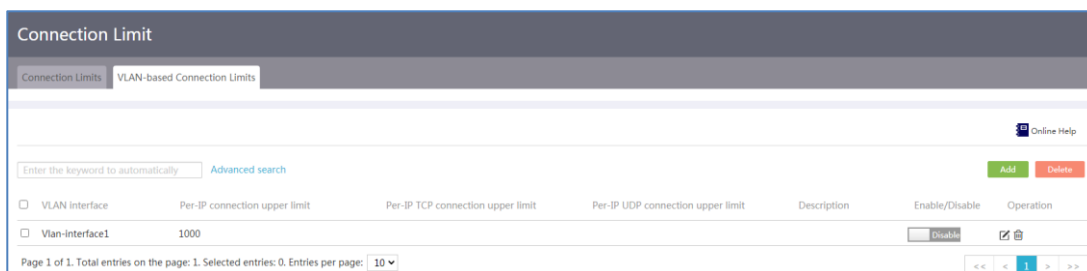 Connection Limit
Connection Limits VLAN-based Connection Limits
Online Help
Enter the keyword to automatically Advanced search Add Delete
VLAN interface Per-IP connection upper limit Per-IP TCP connection upper limit Per-IP UDP connection upper limit Description Enable/Disable Operation
Vlan-interface1 1000 Disable
Page 1 of 1. Total entries on the page: 1. Selected entries: 0. Entries per page: 10 << < 1 > >>